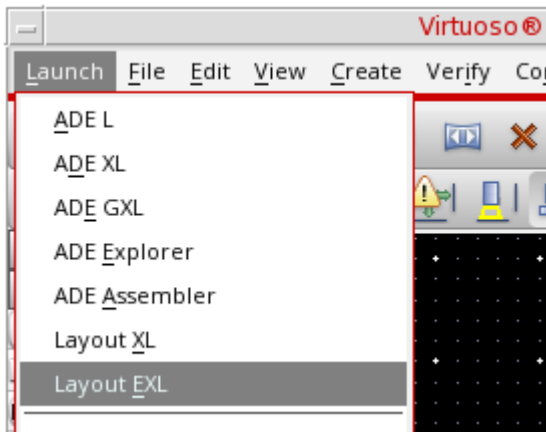 Virtuoso®
Launch File Edit View Create Verify
ADE L
ADE XL
ADE GXL
ADE Explorer
ADE Assembler
Layout XL
Layout EXL